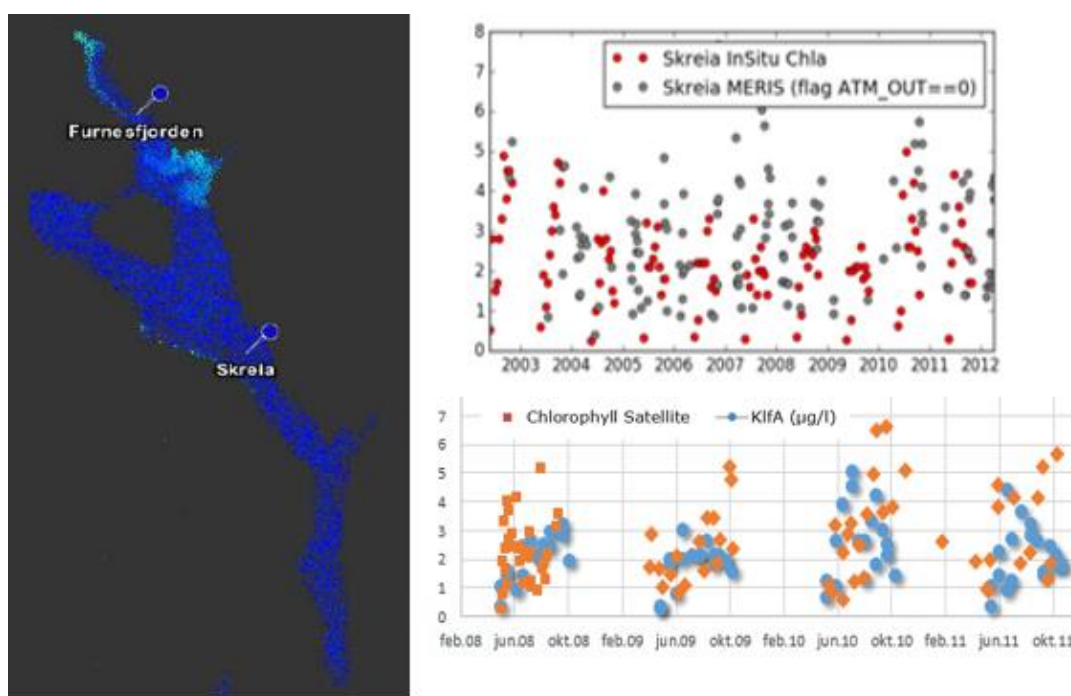 Furnesfjorden
Skreia
8
7
6
5
4
3
2
1
0
Skreia InSitu Chla
Skreia MERIS (flag ATM_OUT==0)
2003 2004 2005 2006 2007 2008 2009 2010 2011 2012
7
6
5
4
3
2
1
0
Chlorophyll Satellite KlfA (µg/l)
feb.08 jun.08 okt.08 feb.09 jun.09 okt.09 feb.10 jun.10 okt.10 feb.11 jun.11 okt.11